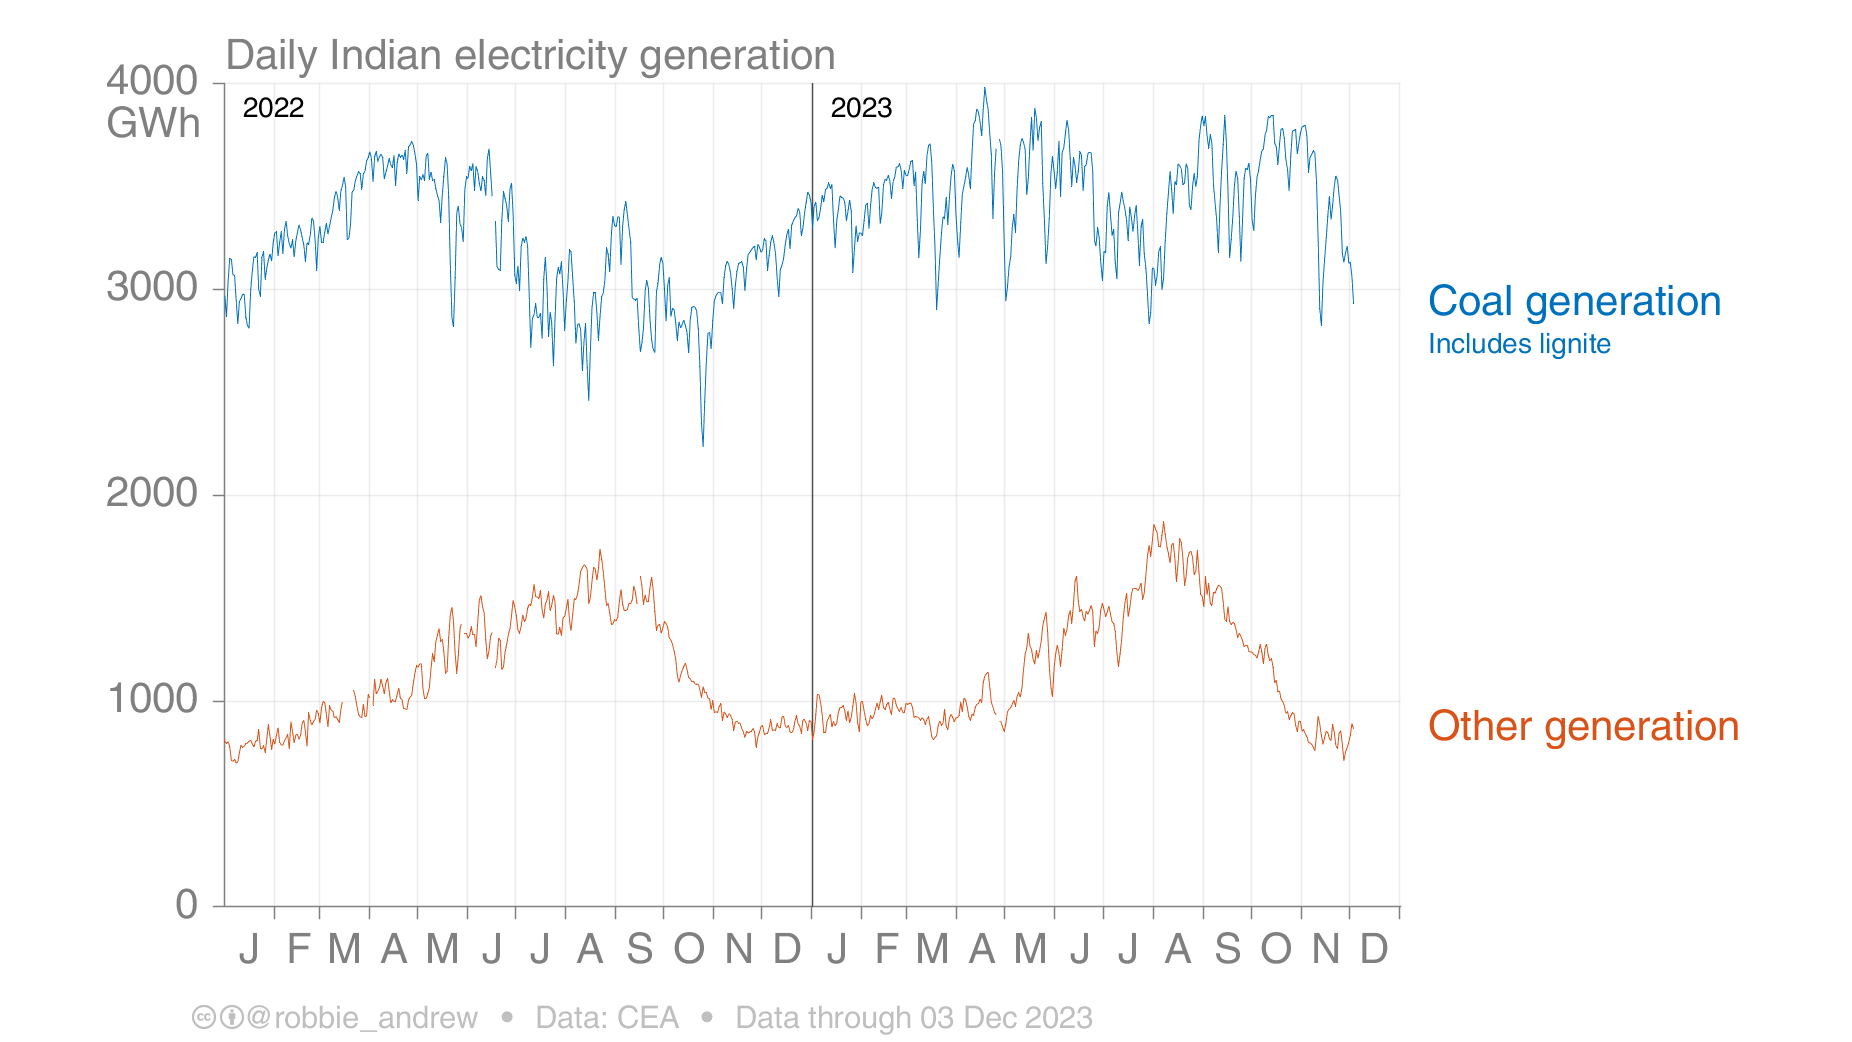 Daily Indian electricity generation
4000
GWh
2022
2023
3000
Coal generation
Includes lignite
2000
1000
Other generation
0
J F M A M J J A S O N D J F M A M J J A S O N D
cc @robbie_andrew • Data: CEA • Data through 03 Dec 2023